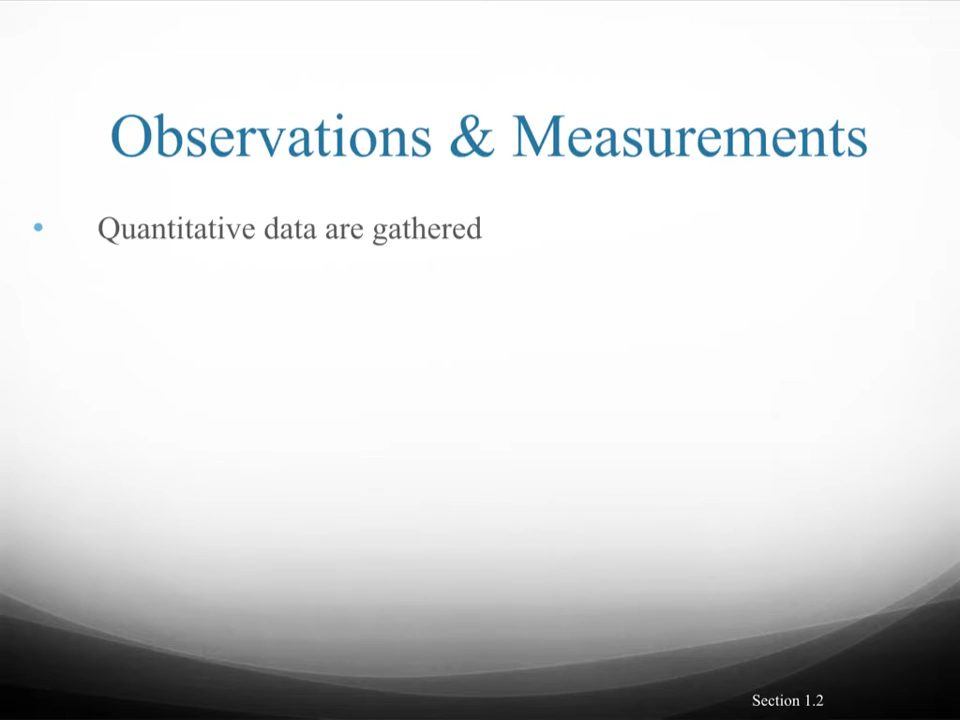 Observations & Measurements
• Quantitative data are gathered
Section 1.2